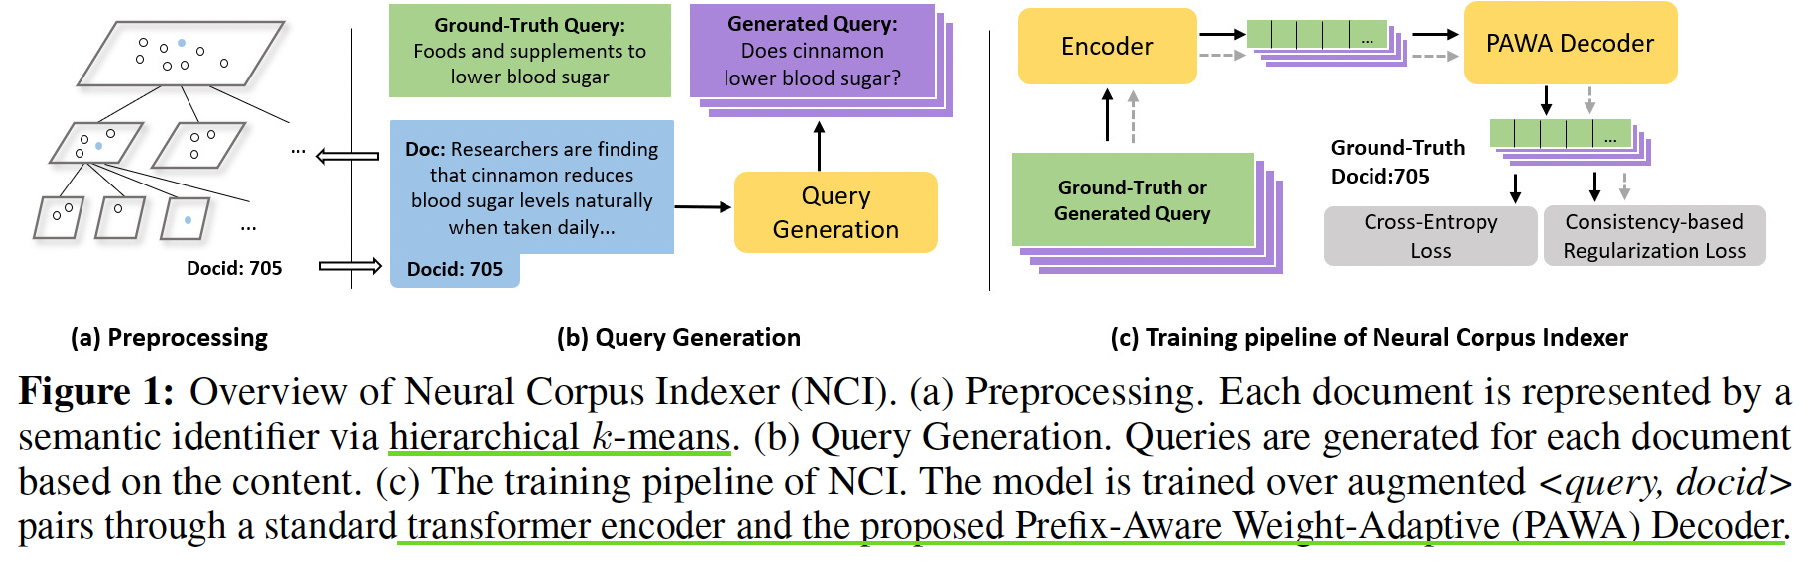 ...
...
Docid: 705
(a) Preprocessing
Ground-Truth Query:
Foods and supplements to
lower blood sugar
Generated Query:
Does cinnamon
lower blood sugar?
Doc: Researchers are finding
that cinnamon reduces
blood sugar levels naturally
when taken daily...
Docid: 705
Query
Generation
(b) Query Generation
Encoder
...
PAWA Decoder
Ground-Truth or
Generated Query
...
Ground-Truth
Docid:705
Cross-Entropy
Loss
Consistency-based
Regularization Loss
(c) Training pipeline of Neural Corpus Indexer
Figure 1: Overview of Neural Corpus Indexer (NCI). (a) Preprocessing. Each document is represented by a
semantic identifier via hierarchical k-means. (b) Query Generation. Queries are generated for each document
based on the content. (c) The training pipeline of NCI. The model is trained over augmented <query, docid>
pairs through a standard transformer encoder and the proposed Prefix-Aware Weight-Adaptive (PAWA) Decoder.